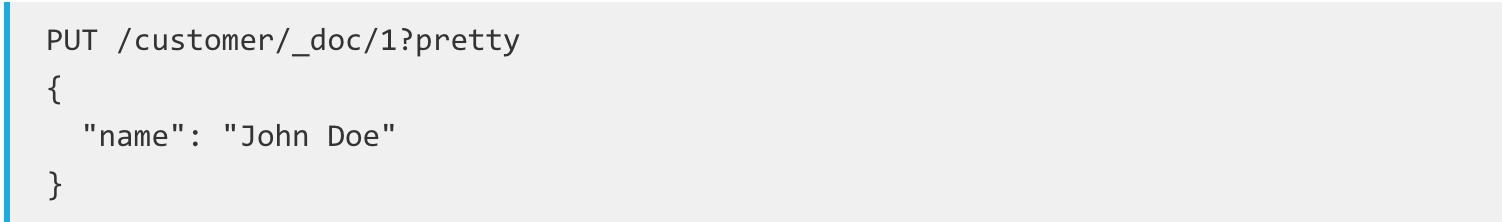 PUT /customer/_doc/1?pretty
{
  "name": "John Doe"
}